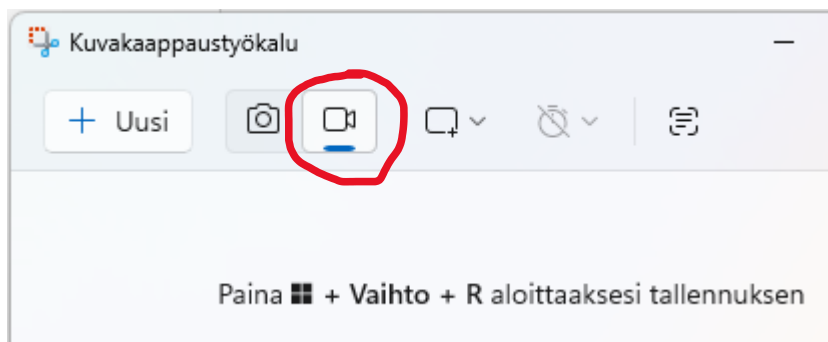 Kuvakaappaustyökalu
Uusi
Paina + Vaihto + R aloittaaksesi tallennuksen